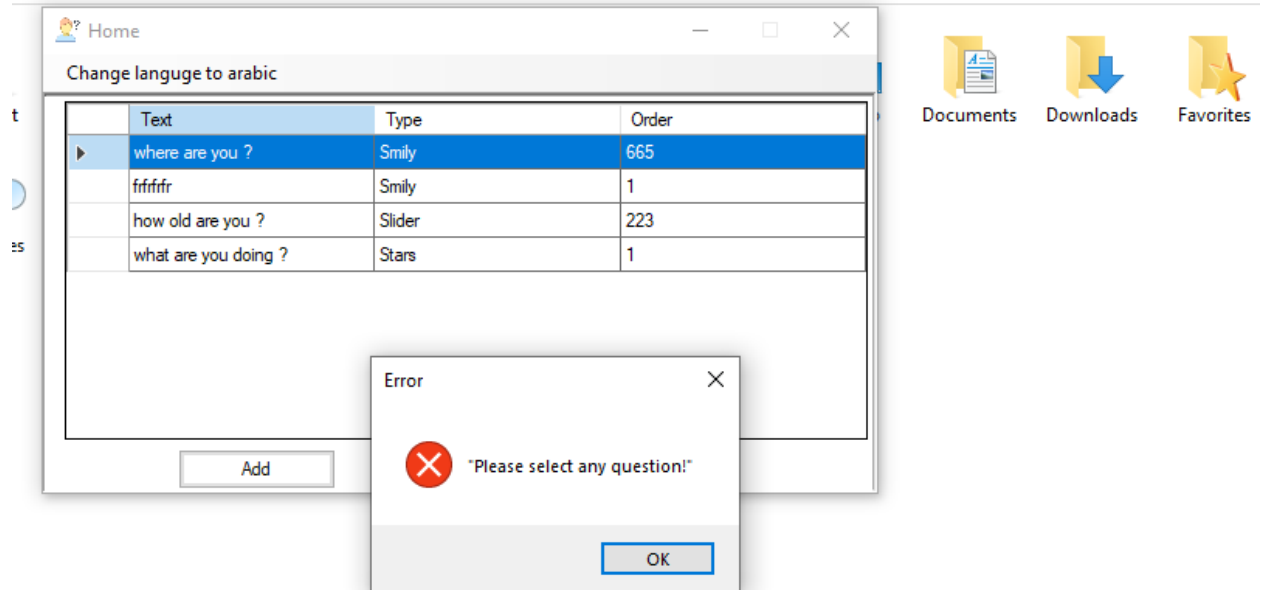 Home
Change languge to arabic
Text Type Order
where are you ? Smily 665
frfrfrfr Smily 1
how old are you ? Slider 223
what are you doing ? Stars 1
Add
Error
"Please select any question!"
OK
Documents Downloads Favorites
t
es